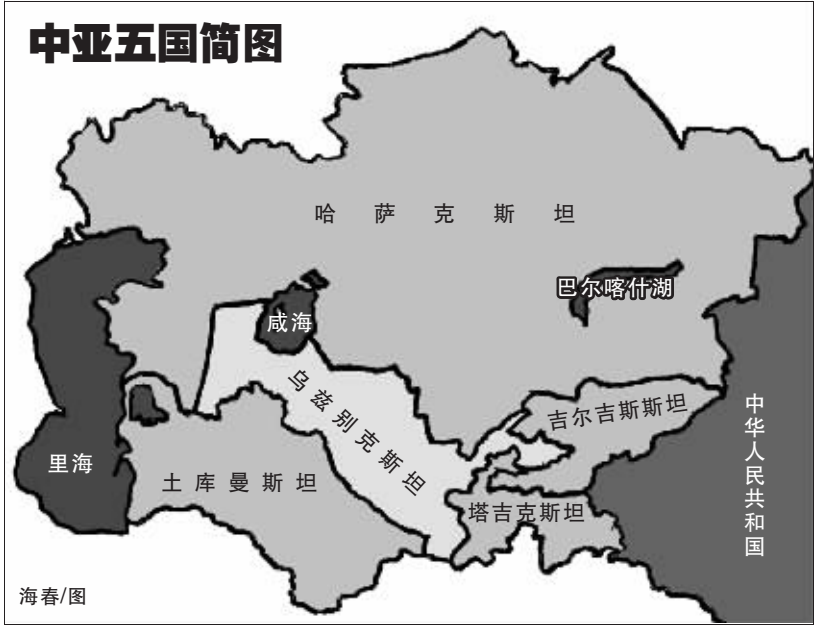 中亚五国简图
哈萨克斯坦
巴尔喀什湖
咸海
乌兹别克斯坦
吉尔吉斯斯坦
中华人民共和国
里海
土库曼斯坦
塔吉克斯坦
海春/图